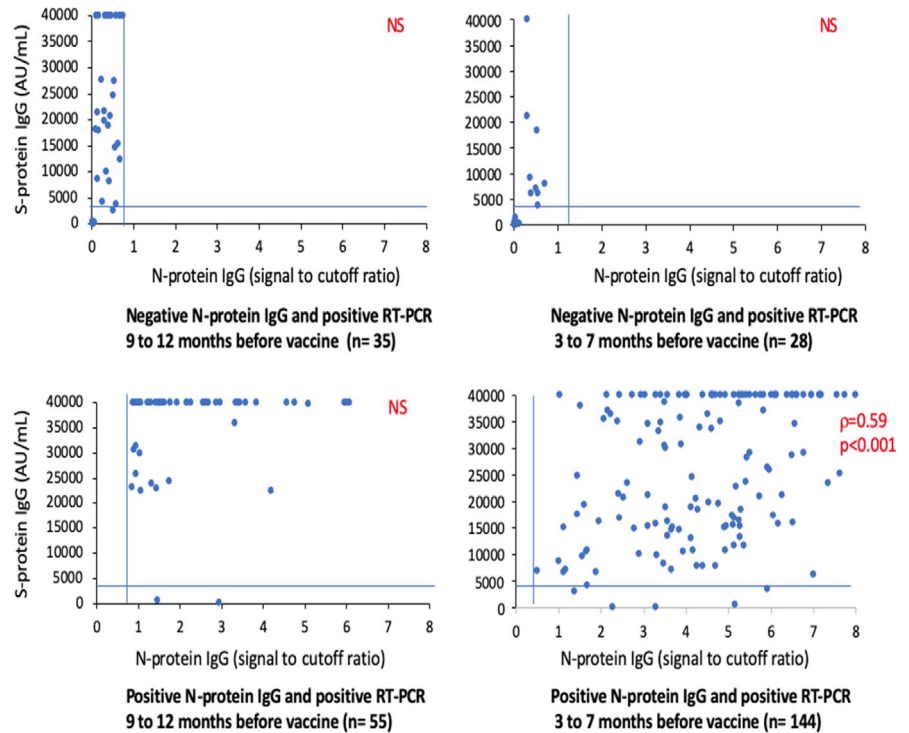 S-protein IgG (AU/mL)
40000
35000
30000
25000
20000
15000
10000
5000
0
0 1 2 3 4 5 6 7 8
N-protein IgG (signal to cutoff ratio)
NS
Negative N-protein IgG and positive RT-PCR
9 to 12 months before vaccine (n= 35)
40000
35000
30000
25000
20000
15000
10000
5000
0
0 1 2 3 4 5 6 7 8
N-protein IgG (signal to cutoff ratio)
NS
Negative N-protein IgG and positive RT-PCR
3 to 7 months before vaccine (n= 28)
S-protein IgG (AU/mL)
40000
35000
30000
25000
20000
15000
10000
5000
0
0 1 2 3 4 5 6 7 8
N-protein IgG (signal to cutoff ratio)
NS
Positive N-protein IgG and positive RT-PCR
9 to 12 months before vaccine (n= 55)
40000
35000
30000
25000
20000
15000
10000
5000
0
0 1 2 3 4 5 6 7 8
N-protein IgG (signal to cutoff ratio)
ρ=0.59
p<0.001
Positive N-protein IgG and positive RT-PCR
3 to 7 months before vaccine (n= 144)